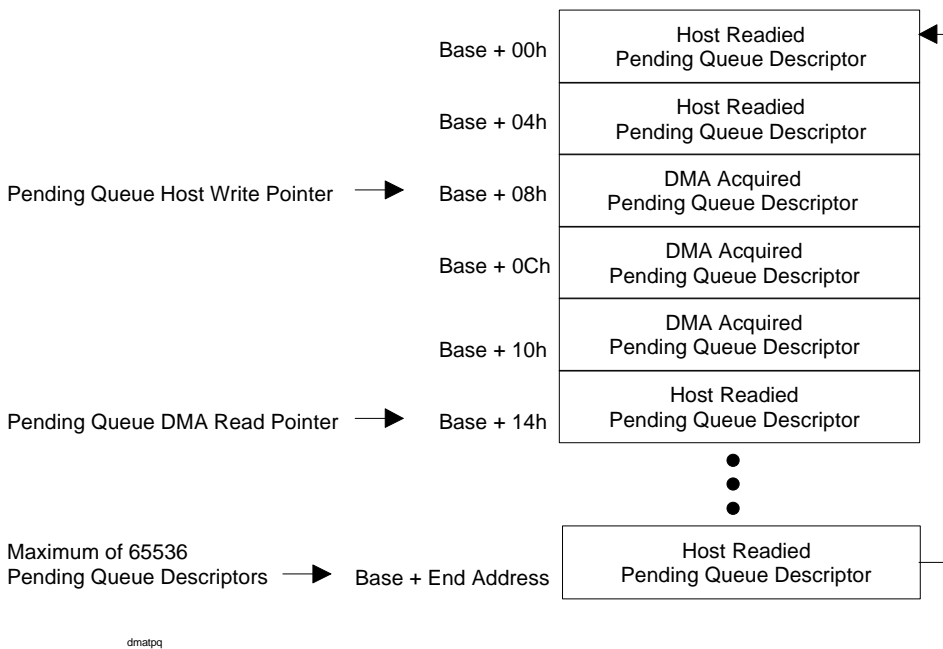 Base + 00h
Host Readied
Pending Queue Descriptor
Base + 04h
Host Readied
Pending Queue Descriptor
Pending Queue Host Write Pointer
Base + 08h
DMA Acquired
Pending Queue Descriptor
Base + 0Ch
DMA Acquired
Pending Queue Descriptor
Base + 10h
DMA Acquired
Pending Queue Descriptor
Pending Queue DMA Read Pointer
Base + 14h
Host Readied
Pending Queue Descriptor
Maximum of 65536
Pending Queue Descriptors
Base + End Address
Host Readied
Pending Queue Descriptor
dmatpq